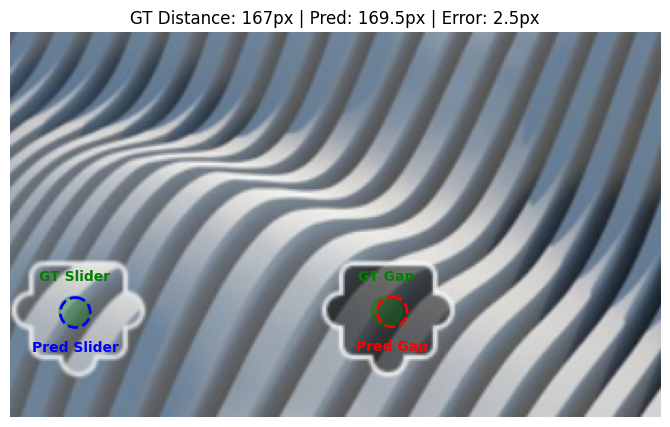 GT Distance: 167px | Pred: 169.5px | Error: 2.5px
GT Slider
GT Gap
Pred Slider
Pred Gap